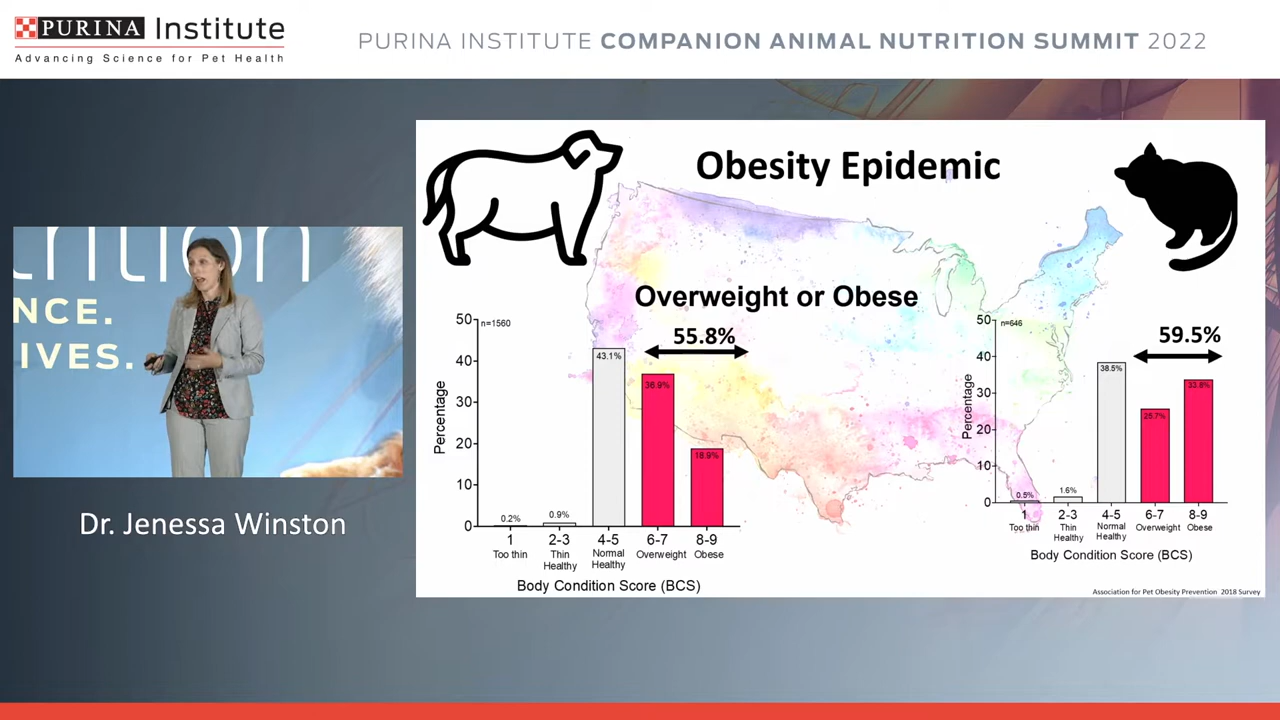 PURINA Institute
Advancing Science for Pet Health
PURINA INSTITUTE COMPANION ANIMAL NUTRITION SUMMIT 2022
trition
NCE.
IVES.
Dr. Jenessa Winston
Obesity Epidemic
Overweight or Obese
55.8%
n=1560
50
40
30
20
10
0
Percentage
0.2%
0.9%
43.1%
36.9%
18.9%
1
Too thin
2-3
Thin
Healthy
4-5
Normal
Healthy
6-7
Overweight
8-9
Obese
Body Condition Score (BCS)
59.5%
n=646
50
40
30
20
10
0
Percentage
0.5%
1.6%
38.5%
25.7%
33.8%
1
Too thin
2-3
Thin
Healthy
4-5
Normal
Healthy
6-7
Overweight
8-9
Obese
Body Condition Score (BCS)
Association for Pet Obesity Prevention 2018 Survey